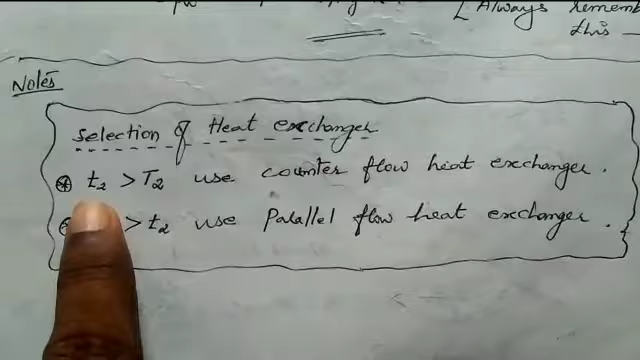 [Always rememb
this —
Notes
Selection of Heat exchanger
t2 > T2 use counter flow heat exchanger.
> t2 use parallel flow heat exchanger.